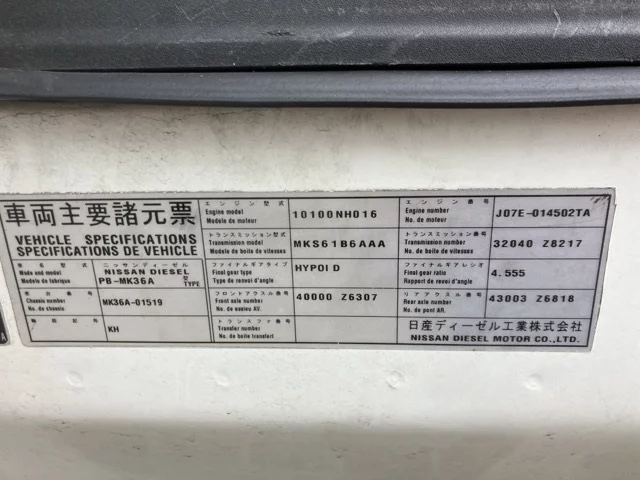 車両主要諸元票
VEHICLE SPECIFICATIONS
SPECIFICATIONS DE VEHICLE
車名型式 ニッサンディーゼル
Make and model NISSAN DIESEL
Modele de fabrique PB-MK36A 型 TYPE
車台番号
Chassis number MK36A-01519
No. de chassis
KH
エンジン型式
Engine model 10100NH016
Modele de moteur
トランスミッション型式
Transmission model MKS61B6AAA
Modele de boite de vitesses
ファイナルギアタイプ
Final gear type HYPOID
Type de renvoi d'angle
フロントアクスル番号
Front axle number 40000 Z6307
No. de essieu AV.
トランスファ番号
Transfer number
No. de boite transfert
エンジン番号
Engine number J07E-014502TA
No. de moteur
トランスミッション番号
Transmission number 32040 Z8217
No. de boite de vitesses
ファイナルギアレシオ
Final gear ratio 4.555
Rapport de renvoi d'angle
リアアクスル番号
Rear axle number 43003 Z6818
No. de pont AR.
日産ディーゼル工業株式会社
NISSAN DIESEL MOTOR CO.,LTD.